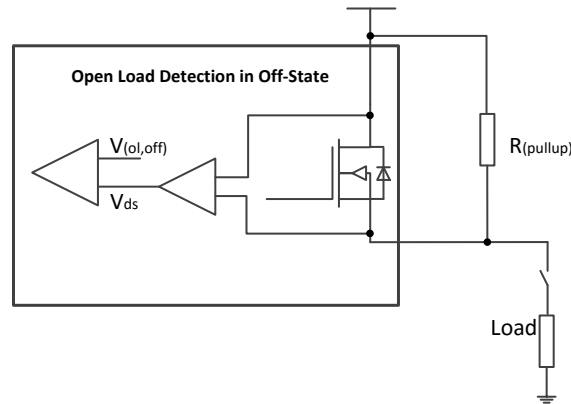 Open Load Detection in Off-State
V(ol,off)
Vds
R(pullup)
Load